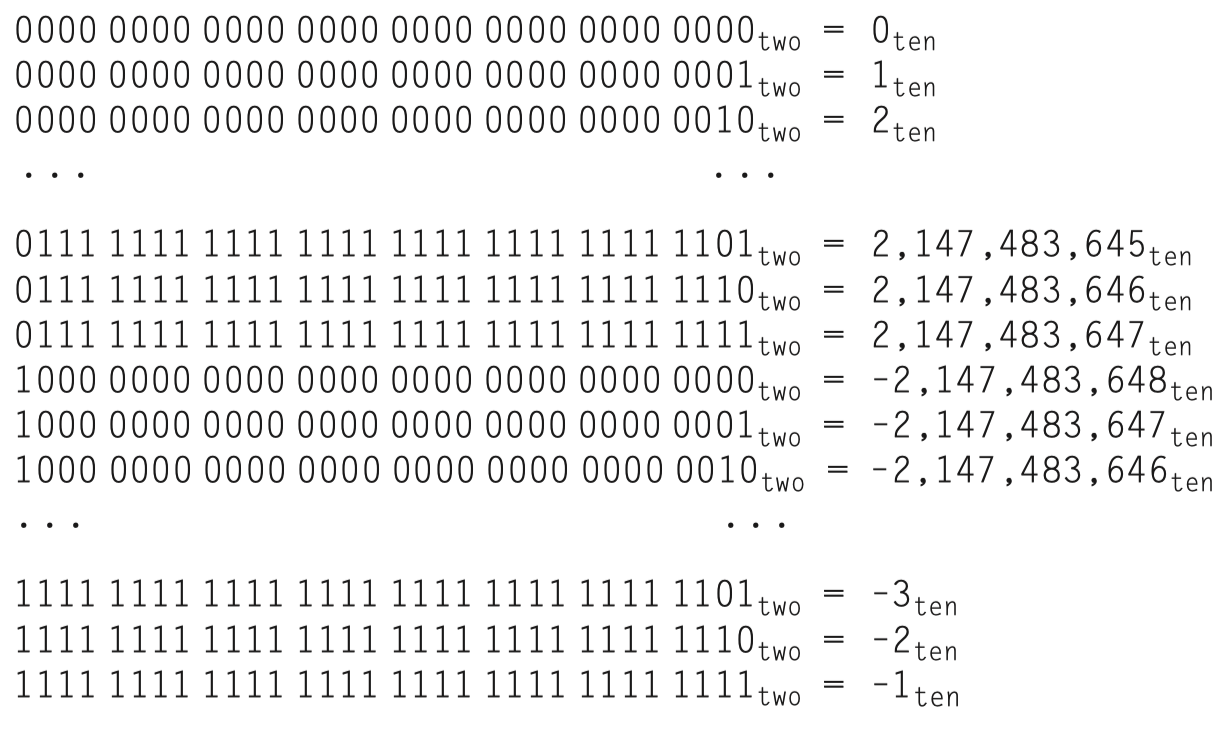 0000 0000 0000 0000 0000 0000 0000 0000two = 0ten
0000 0000 0000 0000 0000 0000 0000 0001two = 1ten
0000 0000 0000 0000 0000 0000 0000 0010two = 2ten
... ...
0111 1111 1111 1111 1111 1111 1111 1101two = 2,147,483,645ten
0111 1111 1111 1111 1111 1111 1111 1110two = 2,147,483,646ten
0111 1111 1111 1111 1111 1111 1111 1111two = 2,147,483,647ten
1000 0000 0000 0000 0000 0000 0000 0000two = -2,147,483,648ten
1000 0000 0000 0000 0000 0000 0000 0001two = -2,147,483,647ten
1000 0000 0000 0000 0000 0000 0000 0010two = -2,147,483,646ten
... ...
1111 1111 1111 1111 1111 1111 1111 1101two = -3ten
1111 1111 1111 1111 1111 1111 1111 1110two = -2ten
1111 1111 1111 1111 1111 1111 1111 1111two = -1ten